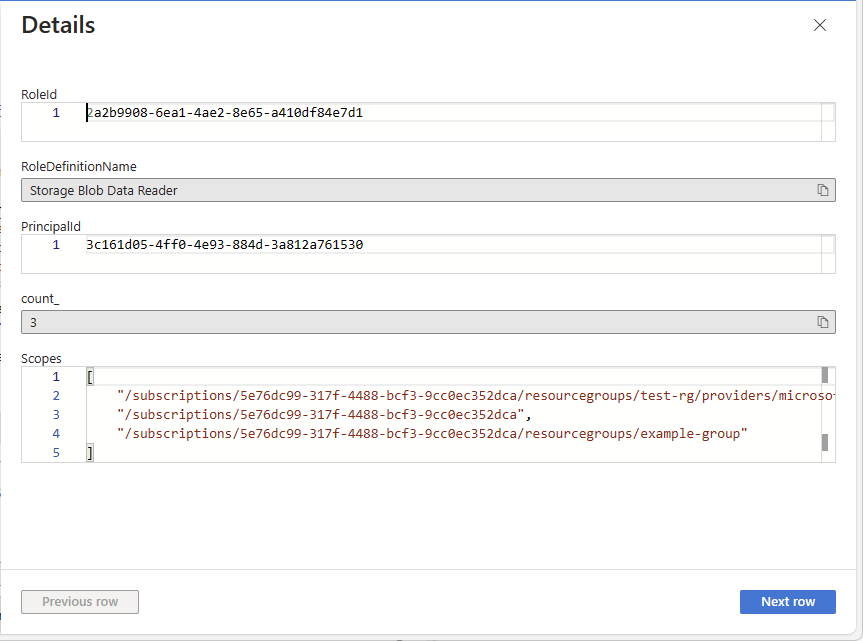 Details
RoleId
1 2a2b9908-6ea1-4ae2-8e65-a410df84e7d1
RoleDefinitionName
Storage Blob Data Reader
PrincipalId
1 3c161d05-4ff0-4e93-884d-3a812a761530
count_
3
Scopes
1 [
2 "/subscriptions/5e76dc99-317f-4488-bcf3-9cc0ec352dca/resourcegroups/test-rg/providers/microso
3 "/subscriptions/5e76dc99-317f-4488-bcf3-9cc0ec352dca",
4 "/subscriptions/5e76dc99-317f-4488-bcf3-9cc0ec352dca/resourcegroups/example-group"
5 ]
Previous row
Next row